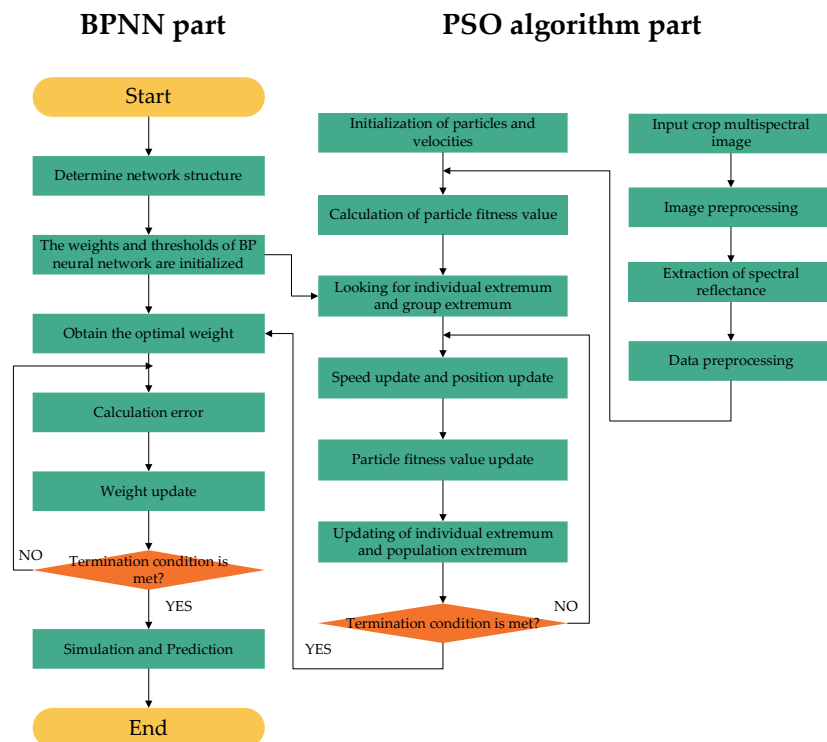 BPNN part
PSO algorithm part
Start
Determine network structure
The weights and thresholds of BP
neural network are initialized
Obtain the optimal weight
Calculation error
Weight update
NO
Termination condition is
met?
YES
Simulation and Prediction
End
Initialization of particles and
velocities
Calculation of particle fitness value
Looking for individual extremum
and group extremum
Speed update and position update
Particle fitness value update
Updating of individual extremum
and population extremum
NO
Termination condition is met?
YES
Input crop multispectral
image
Image preprocessing
Extraction of spectral
reflectance
Data preprocessing